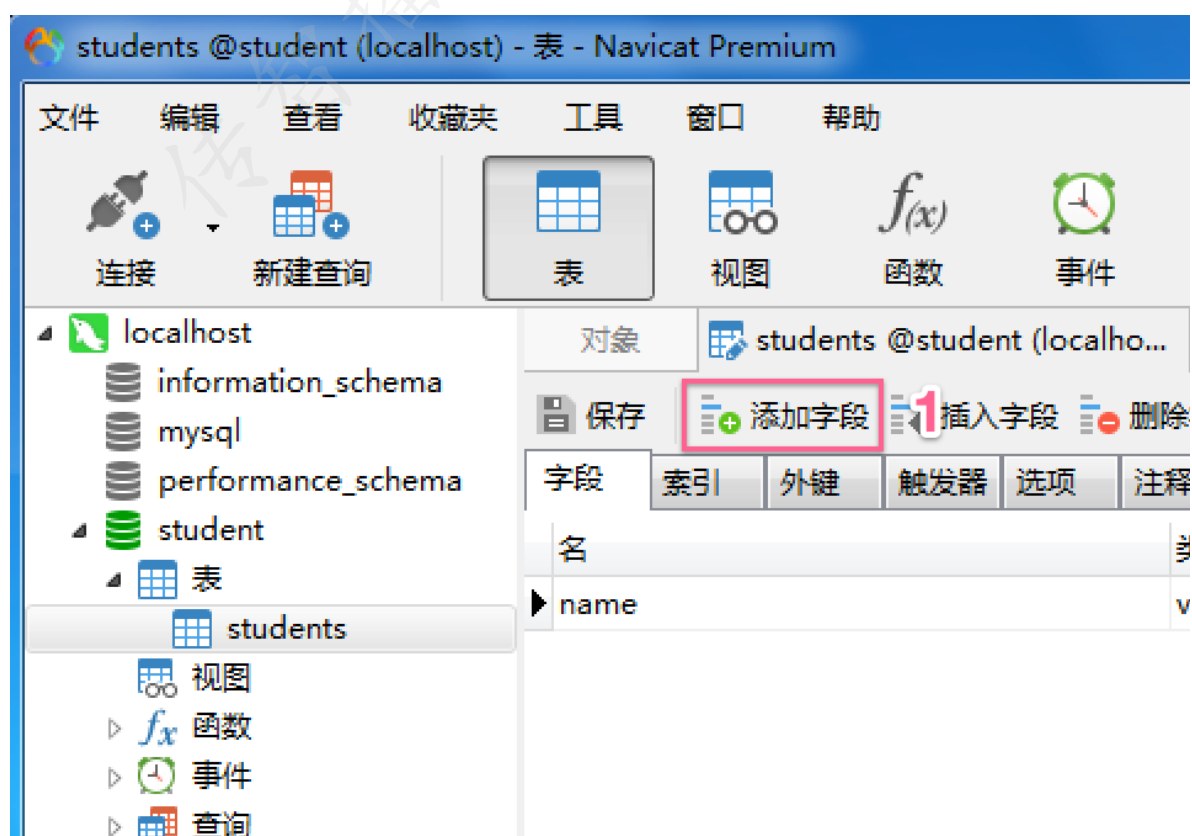 students @student (localhost) - 表 - Navicat Premium
文件 编辑 查看 收藏夹 工具 窗口 帮助
f(x)
连接 新建查询 表 视图 函数 事件
localhost
对象 students @student (localho...
information_schema
保存 添加字段 1 插入字段 删除
mysql
performance_schema
字段 索引 外键 触发器 选项 注释
student
名
表
name v
students
视图
fx 函数
事件
查询
传智播